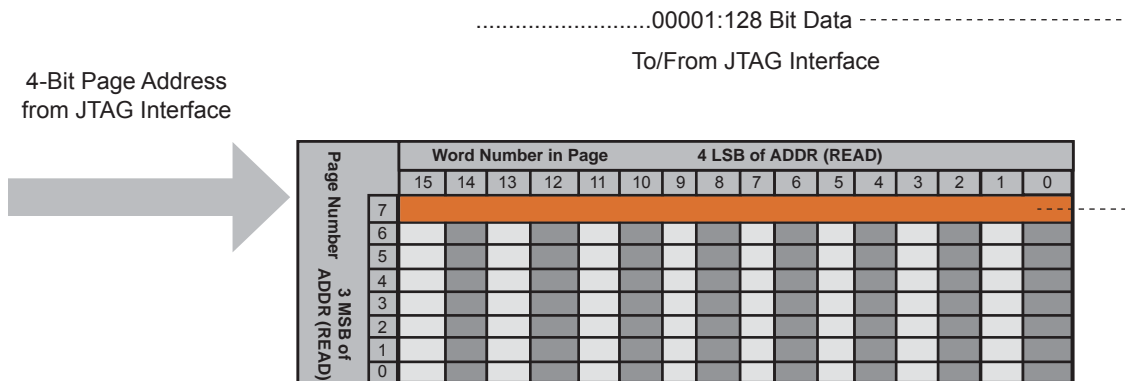 ...........................00001:128 Bit Data
To/From JTAG Interface
4-Bit Page Address
from JTAG Interface
Page Number
3 MSB of
ADDR (READ)
Word Number in Page 4 LSB of ADDR (READ)
15 14 13 12 11 10 9 8 7 6 5 4 3 2 1 0
7
6
5
4
3
2
1
0